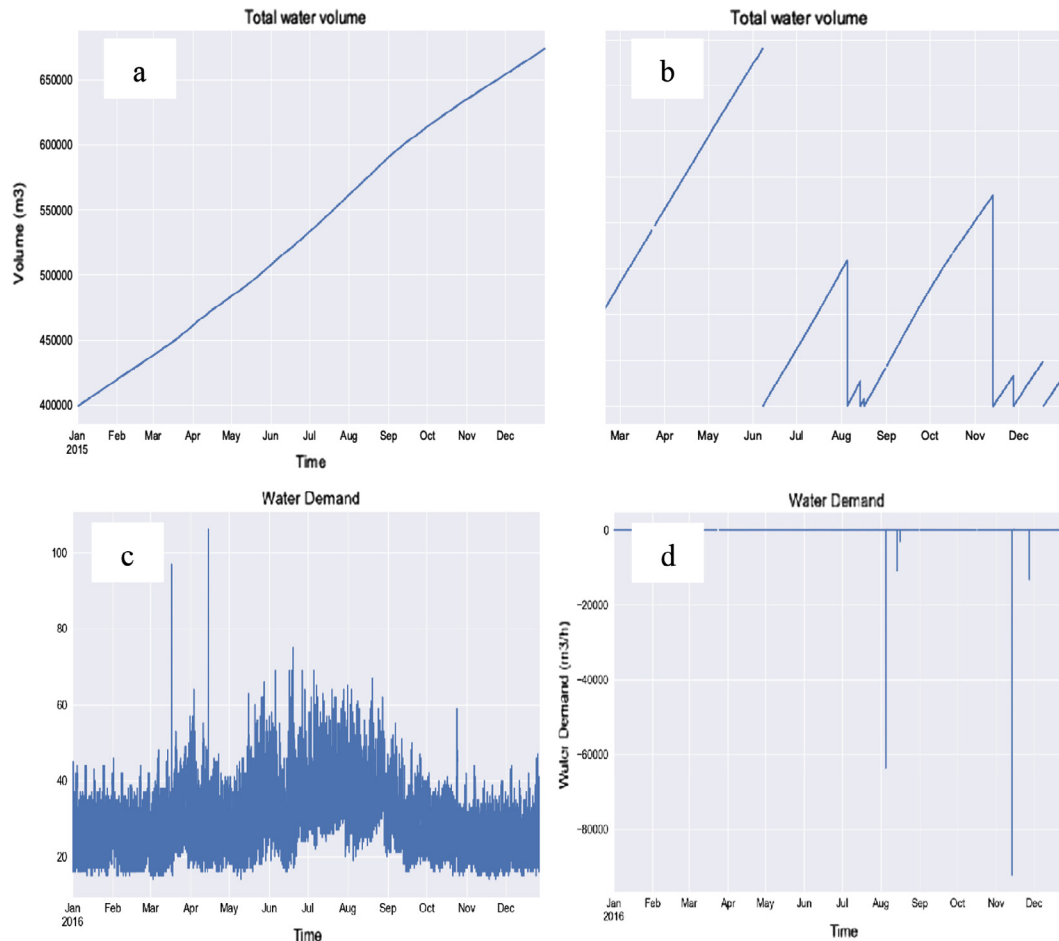 Total water volume
a
650000
600000
550000
500000
450000
400000
Volume (m3)
Jan Feb Mar Apr May Jun Jul Aug Sep Oct Nov Dec
2015
Time
Total water volume
b
Mar Apr May Jun Jul Aug Sep Oct Nov Dec
Water Demand
c
100
80
60
40
20
Jan Feb Mar Apr May Jun Jul Aug Sep Oct Nov Dec
2016
Time
Water Demand
d
0
−20000
−40000
−60000
−80000
Water Demand (m3/h)
Jan Feb Mar Apr May Jun Jul Aug Sep Oct Nov Dec
2016
Time